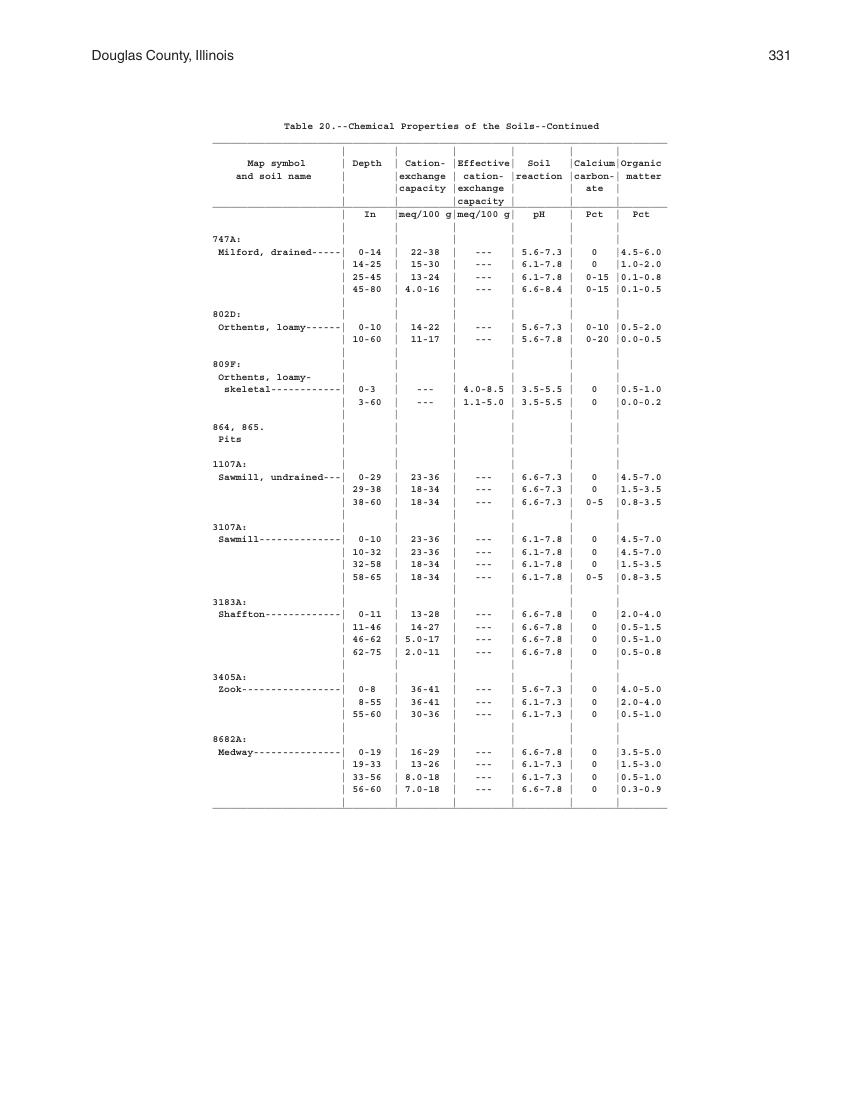 Douglas County, Illinois 331
Table 20.--Chemical Properties of the Soils--Continued
Map symbol | Depth | Cation- |Effective| Soil |Calcium|Organic
and soil name | |exchange | cation- |reaction |carbon-| matter
| |capacity |exchange | | ate |
| | |capacity | | |
| In |meq/100 g|meq/100 g| pH | Pct | Pct
747A:
Milford, drained-----| 0-14 | 22-38 | --- | 5.6-7.3 | 0 |4.5-6.0
| 14-25 | 15-30 | --- | 6.1-7.8 | 0 |1.0-2.0
| 25-45 | 13-24 | --- | 6.1-7.8 | 0-15 |0.1-0.8
| 45-80 | 4.0-16 | --- | 6.6-8.4 | 0-15 |0.1-0.5
802D:
Orthents, loamy------| 0-10 | 14-22 | --- | 5.6-7.3 | 0-10 |0.5-2.0
| 10-60 | 11-17 | --- | 5.6-7.8 | 0-20 |0.0-0.5
809F:
Orthents, loamy-
skeletal------------| 0-3 | --- | 4.0-8.5 | 3.5-5.5 | 0 |0.5-1.0
| 3-60 | --- | 1.1-5.0 | 3.5-5.5 | 0 |0.0-0.2
864, 865.
Pits
1107A:
Sawmill, undrained---| 0-29 | 23-36 | --- | 6.6-7.3 | 0 |4.5-7.0
| 29-38 | 18-34 | --- | 6.6-7.3 | 0 |1.5-3.5
| 38-60 | 18-34 | --- | 6.6-7.3 | 0-5 |0.8-3.5
3107A:
Sawmill--------------| 0-10 | 23-36 | --- | 6.1-7.8 | 0 |4.5-7.0
| 10-32 | 23-36 | --- | 6.1-7.8 | 0 |4.5-7.0
| 32-58 | 18-34 | --- | 6.1-7.8 | 0 |1.5-3.5
| 58-65 | 18-34 | --- | 6.1-7.8 | 0-5 |0.8-3.5
3183A:
Shaffton-------------| 0-11 | 13-28 | --- | 6.6-7.8 | 0 |2.0-4.0
| 11-46 | 14-27 | --- | 6.6-7.8 | 0 |0.5-1.5
| 46-62 | 5.0-17 | --- | 6.6-7.8 | 0 |0.5-1.0
| 62-75 | 2.0-11 | --- | 6.6-7.8 | 0 |0.5-0.8
3405A:
Zook-----------------| 0-8 | 36-41 | --- | 5.6-7.3 | 0 |4.0-5.0
| 8-55 | 36-41 | --- | 6.1-7.3 | 0 |2.0-4.0
| 55-60 | 30-36 | --- | 6.1-7.3 | 0 |0.5-1.0
8682A:
Medway---------------| 0-19 | 16-29 | --- | 6.6-7.8 | 0 |3.5-5.0
| 19-33 | 13-26 | --- | 6.1-7.3 | 0 |1.5-3.0
| 33-56 | 8.0-18 | --- | 6.1-7.3 | 0 |0.5-1.0
| 56-60 | 7.0-18 | --- | 6.6-7.8 | 0 |0.3-0.9